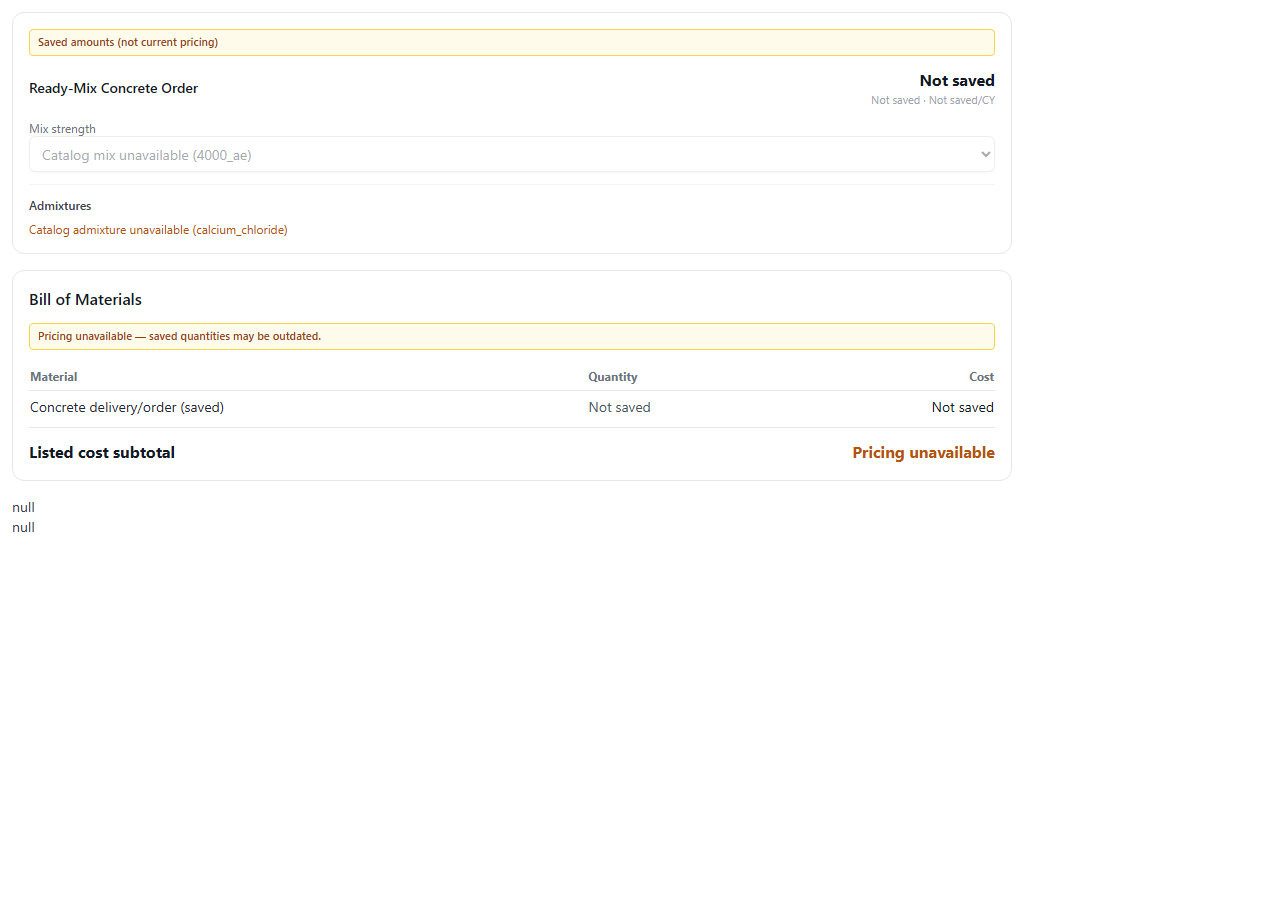 Saved amounts (not current pricing)
Ready-Mix Concrete Order
Not saved
Not saved · Not saved/CY
Mix strength
Catalog mix unavailable (4000_ae)
Admixtures
Catalog admixture unavailable (calcium_chloride)
Bill of Materials
Pricing unavailable — saved quantities may be outdated.
Material Quantity Cost
Concrete delivery/order (saved) Not saved Not saved
Listed cost subtotal Pricing unavailable
null
null